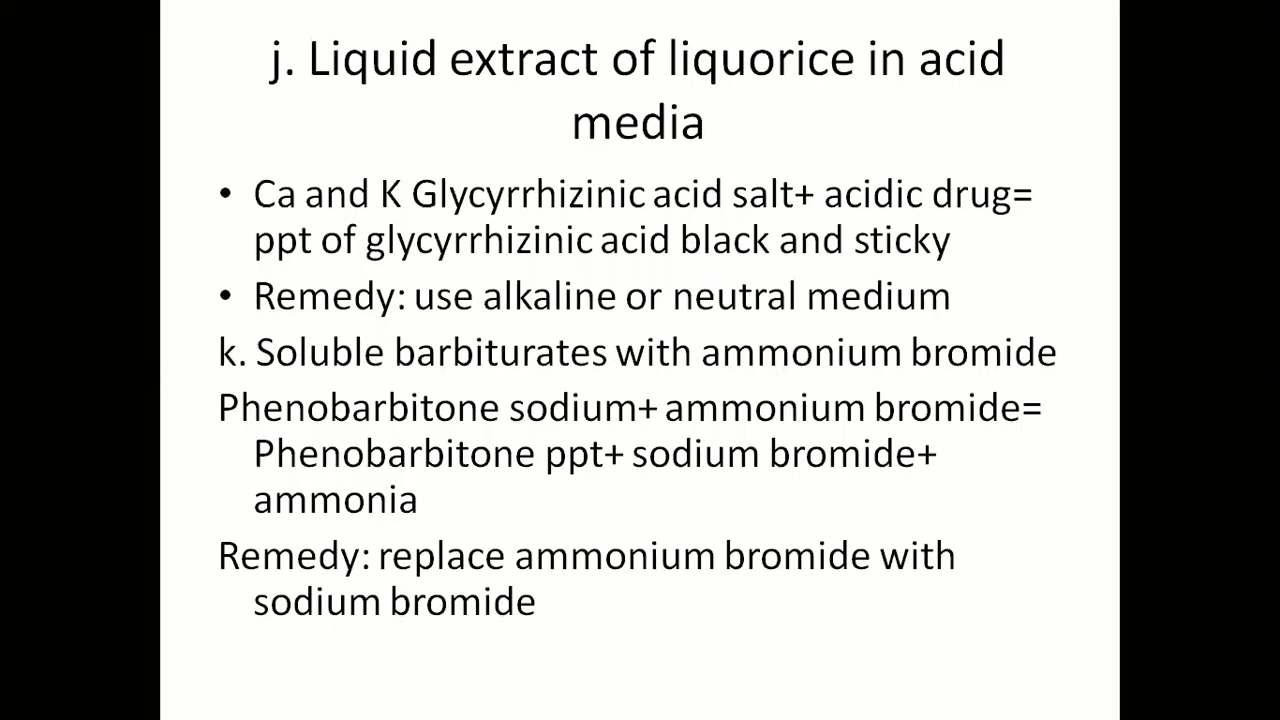 j. Liquid extract of liquorice in acid
media
• Ca and K Glycyrrhizinic acid salt+ acidic drug=
ppt of glycyrrhizinic acid black and sticky
• Remedy: use alkaline or neutral medium
k. Soluble barbiturates with ammonium bromide
Phenobarbitone sodium+ ammonium bromide=
Phenobarbitone ppt+ sodium bromide+
ammonia
Remedy: replace ammonium bromide with
sodium bromide